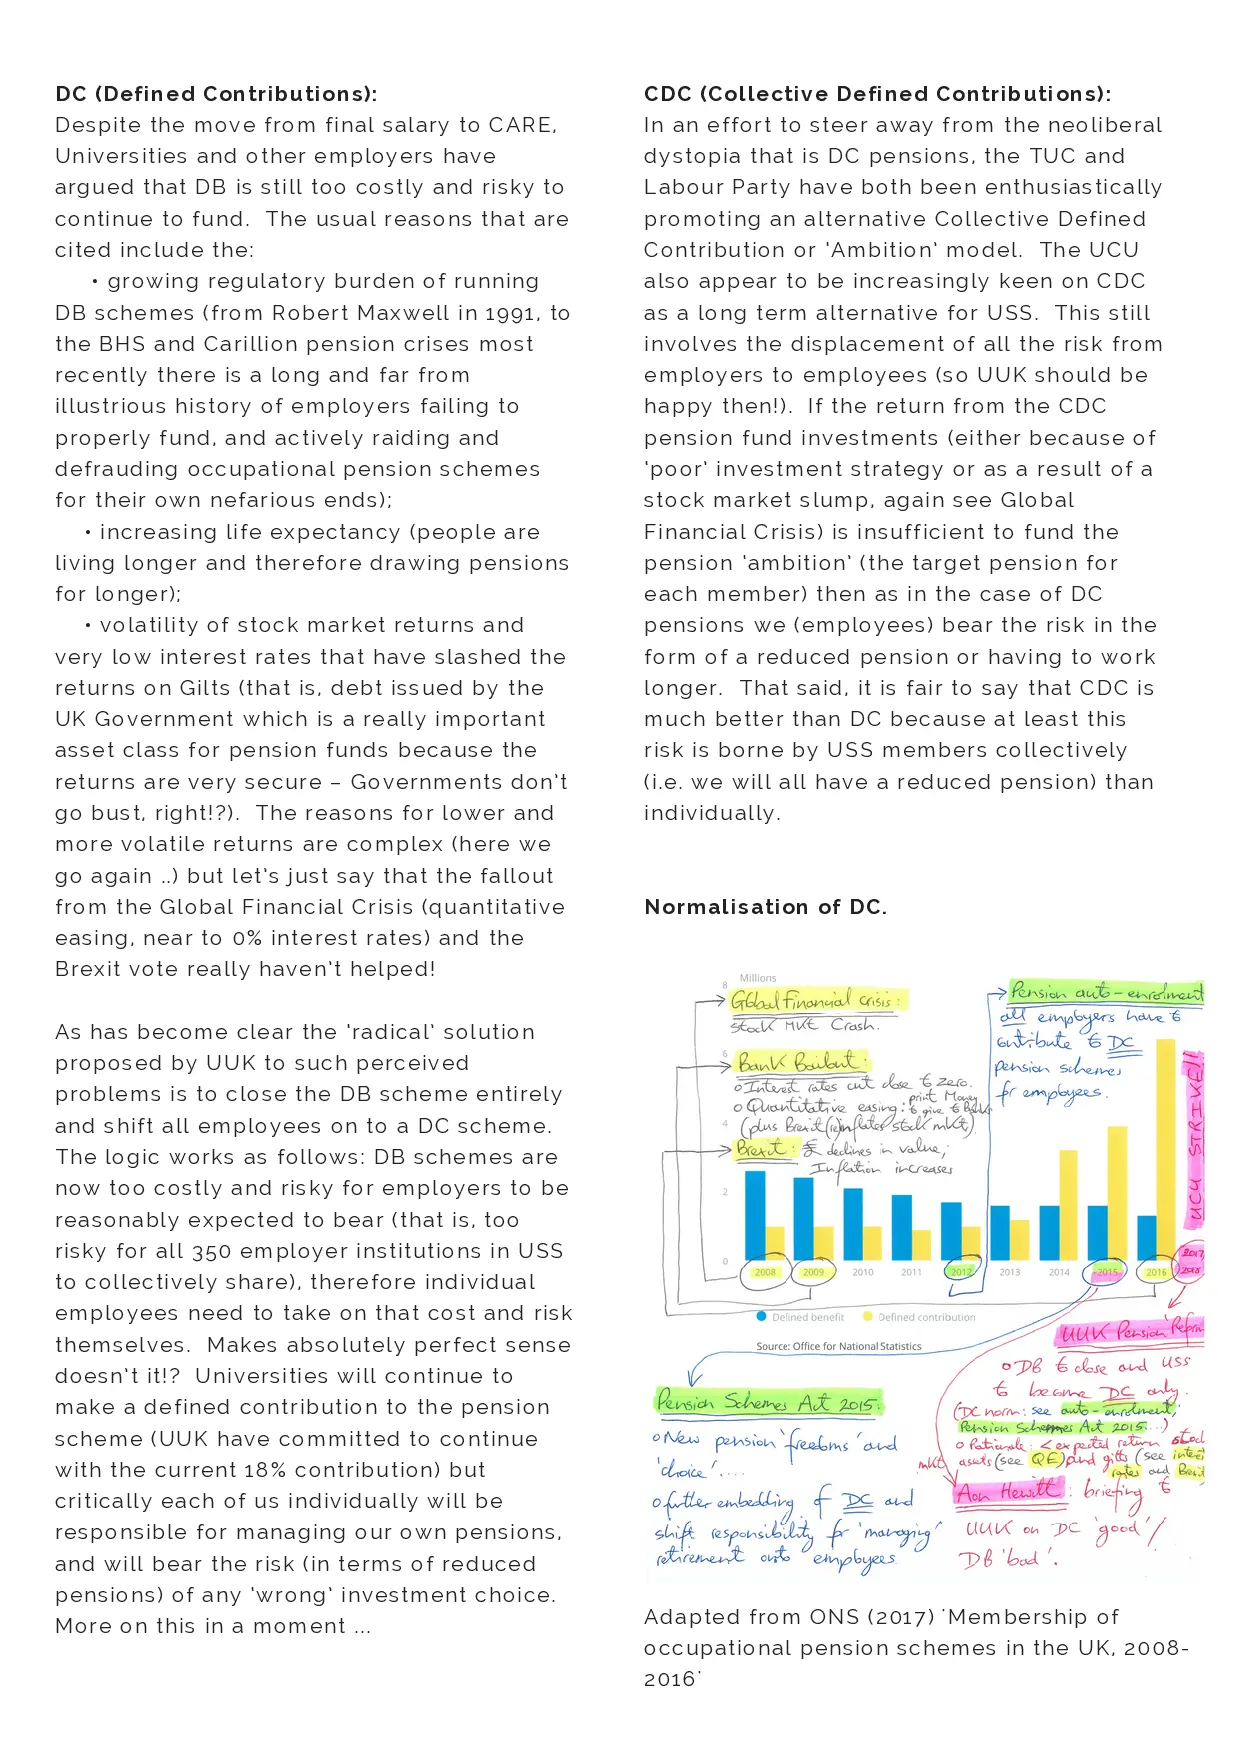 DC (Defined Contributions):
Despite the move from final salary to CARE,
Universities and other employers have
argued that DB is still too costly and risky to
continue to fund.  The usual reasons that are
cited include the:
• growing regulatory burden of running
DB schemes (from Robert Maxwell in 1991, to
the BHS and Carillion pension crises most
recently there is a long and far from
illustrious history of employers failing to
properly fund, and actively raiding and
defrauding occupational pension schemes
for their own nefarious ends);
• increasing life expectancy (people are
living longer and therefore drawing pensions
for longer);
• volatility of stock market returns and
very low interest rates that have slashed the
returns on Gilts (that is, debt issued by the
UK Government which is a really important
asset class for pension funds because the
returns are very secure – Governments don't
go bust, right!?).  The reasons for lower and
more volatile returns are complex (here we
go again ..) but let's just say that the fallout
from the Global Financial Crisis (quantitative
easing, near to 0% interest rates) and the
Brexit vote really haven't helped!
As has become clear the 'radical' solution
proposed by UUK to such perceived
problems is to close the DB scheme entirely
and shift all employees on to a DC scheme.
The logic works as follows: DB schemes are
now too costly and risky for employers to be
reasonably expected to bear (that is, too
risky for all 350 employer institutions in USS
to collectively share), therefore individual
employees need to take on that cost and risk
themselves.  Makes absolutely perfect sense
doesn't it!?  Universities will continue to
make a defined contribution to the pension
scheme (UUK have committed to continue
with the current 18% contribution) but
critically each of us individually will be
responsible for managing our own pensions,
and will bear the risk (in terms of reduced
pensions) of any 'wrong' investment choice.
More on this in a moment ...
CDC (Collective Defined Contributions):
In an effort to steer away from the neoliberal
dystopia that is DC pensions, the TUC and
Labour Party have both been enthusiastically
promoting an alternative Collective Defined
Contribution or 'Ambition' model.  The UCU
also appear to be increasingly keen on CDC
as a long term alternative for USS.  This still
involves the displacement of all the risk from
employers to employees (so UUK should be
happy then!).  If the return from the CDC
pension fund investments (either because of
'poor' investment strategy or as a result of a
stock market slump, again see Global
Financial Crisis) is insufficient to fund the
pension 'ambition' (the target pension for
each member) then as in the case of DC
pensions we (employees) bear the risk in the
form of a reduced pension or having to work
longer.  That said, it is fair to say that CDC is
much better than DC because at least this
risk is borne by USS members collectively
(i.e. we will all have a reduced pension) than
individually.
Normalisation of DC.
Millions
8
6
4
2
0
Global Financial crisis:
Stock MKt Crash.
Bank Bailout:
o Interest rates cut close to zero.
o Quantitative easing: print Money
to give to Banks
(plus Brexit (re)inflates stock mkt).
Brexit: £ declines in value;
Inflation increases
Pension auto-enrolment
all employers have to
contribute to DC
pension schemes
for employees.
UCU STRIKE!!
2008 2009 2010 2011 2012 2013 2014 2015 2016
2017/
2018
Defined benefit Defined contribution
Source: Office for National Statistics
Pension Schemes Act 2015:
o New pension 'freedoms' and
'choice'....
o further embedding of DC and
shift responsibility for 'managing'
retirement onto employees
UUK Pension 'Refor
o DB to close and USS
to become DC only.
(DC norm: see auto-enrolment;
Pension Schemes Act 2015...)
o Rationale: < expected return stock
mkt assets (see QE) and gilts (see interest
rates and Brexit
Aon Hewitt: briefing to
UUK on DC 'good'/
DB 'bad'.
Adapted from ONS (2017) 'Membership of
occupational pension schemes in the UK, 2008-
2016'